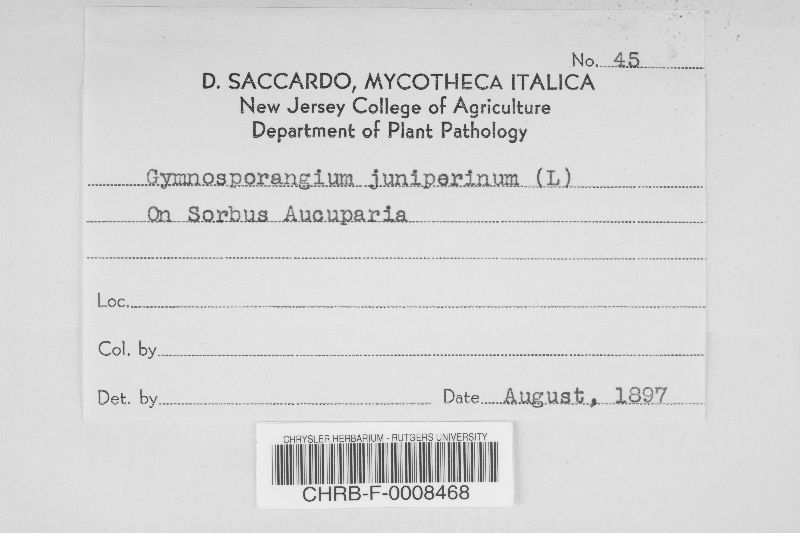 No. 45
D. SACCARDO, MYCOTHECA ITALICA
New Jersey College of Agriculture
Department of Plant Pathology
Gymnosporangium juniperinum (L)
On Sorbus Aucuparia
Loc.
Col. by
Det. by Date August, 1897
CHRYSLER HERBARIUM - RUTGERS UNIVERSITY
CHRB-F-0008468